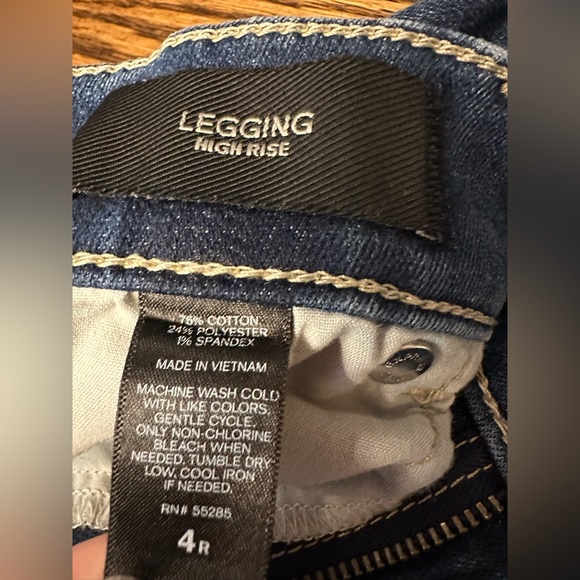 LEGGING
HIGH RISE
75% COTTON
24% POLYESTER
1% SPANDEX
MADE IN VIETNAM
MACHINE WASH COLD
WITH LIKE COLORS.
GENTLE CYCLE.
ONLY NON-CHLORINE
BLEACH WHEN
NEEDED. TUMBLE DRY
LOW. COOL IRON
IF NEEDED.
RN# 55285
4R